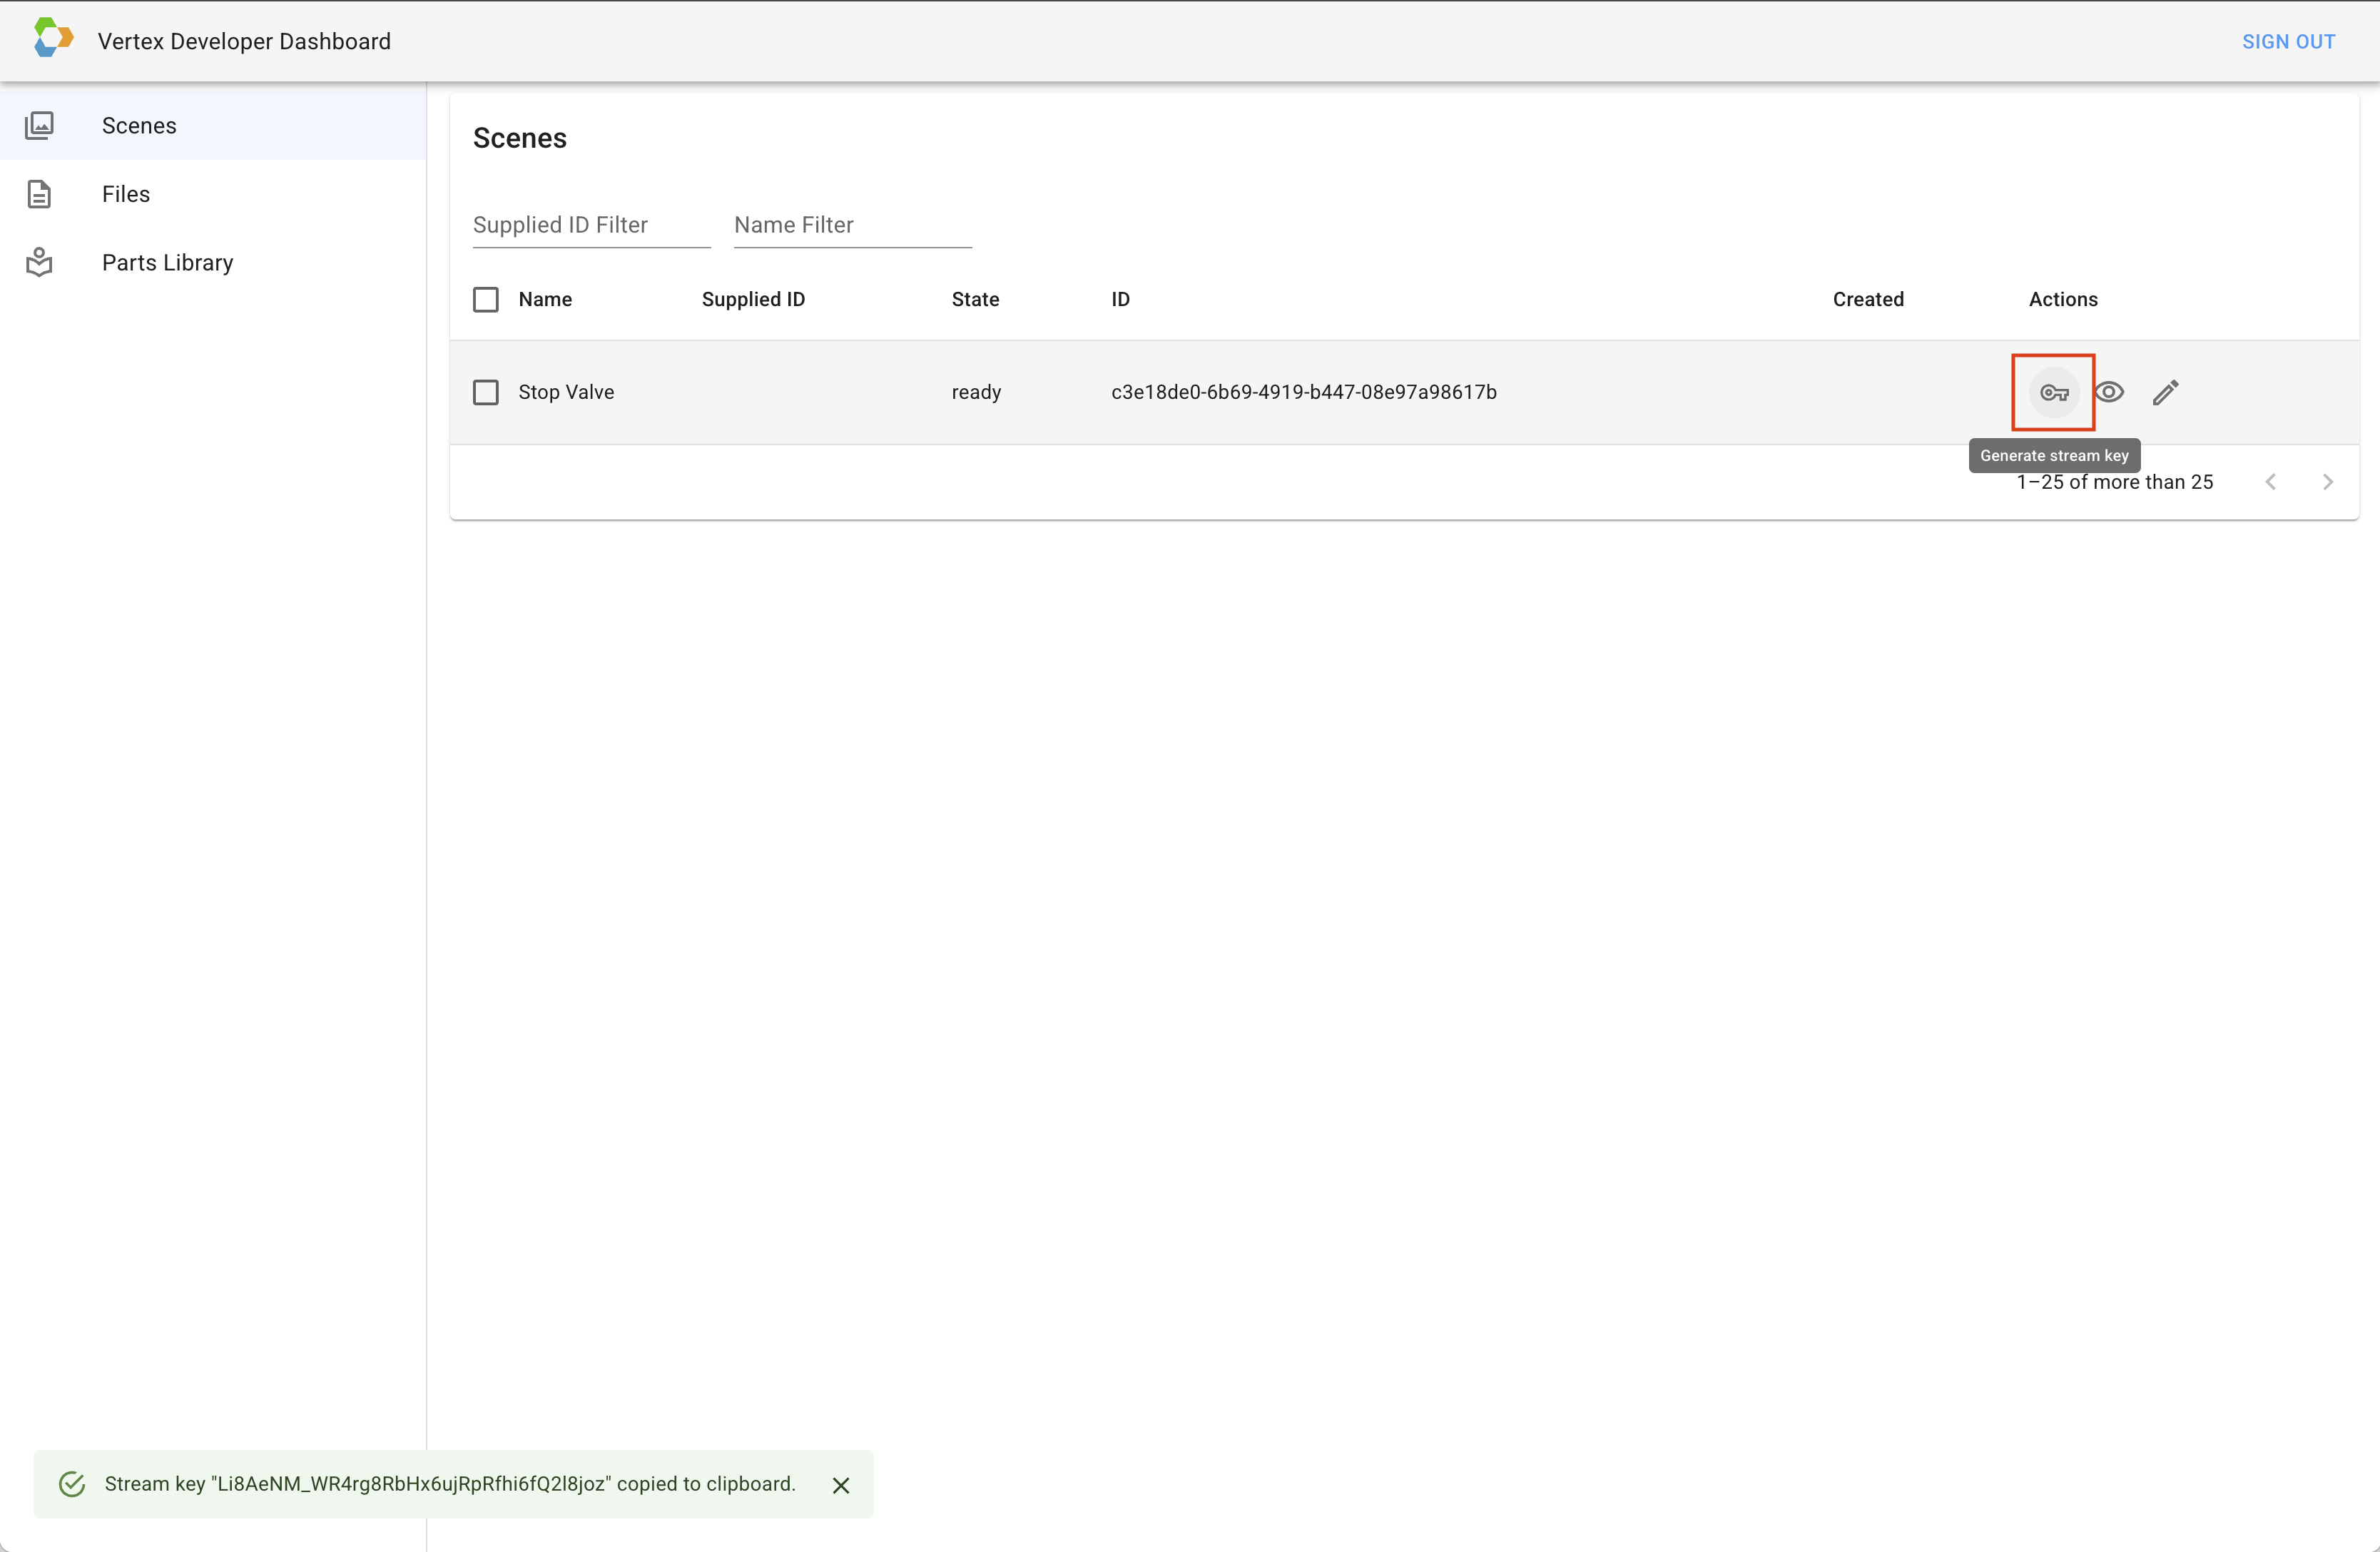 Vertex Developer Dashboard
SIGN OUT
Scenes
Files
Parts Library
Scenes
Supplied ID Filter Name Filter
Name Supplied ID State ID Created Actions
Stop Valve ready c3e18de0-6b69-4919-b447-08e97a98617b
Generate stream key
1–25 of more than 25
Stream key "Li8AeNM_WR4rg8RbHx6ujRpRfhi6fQ2l8joz" copied to clipboard.